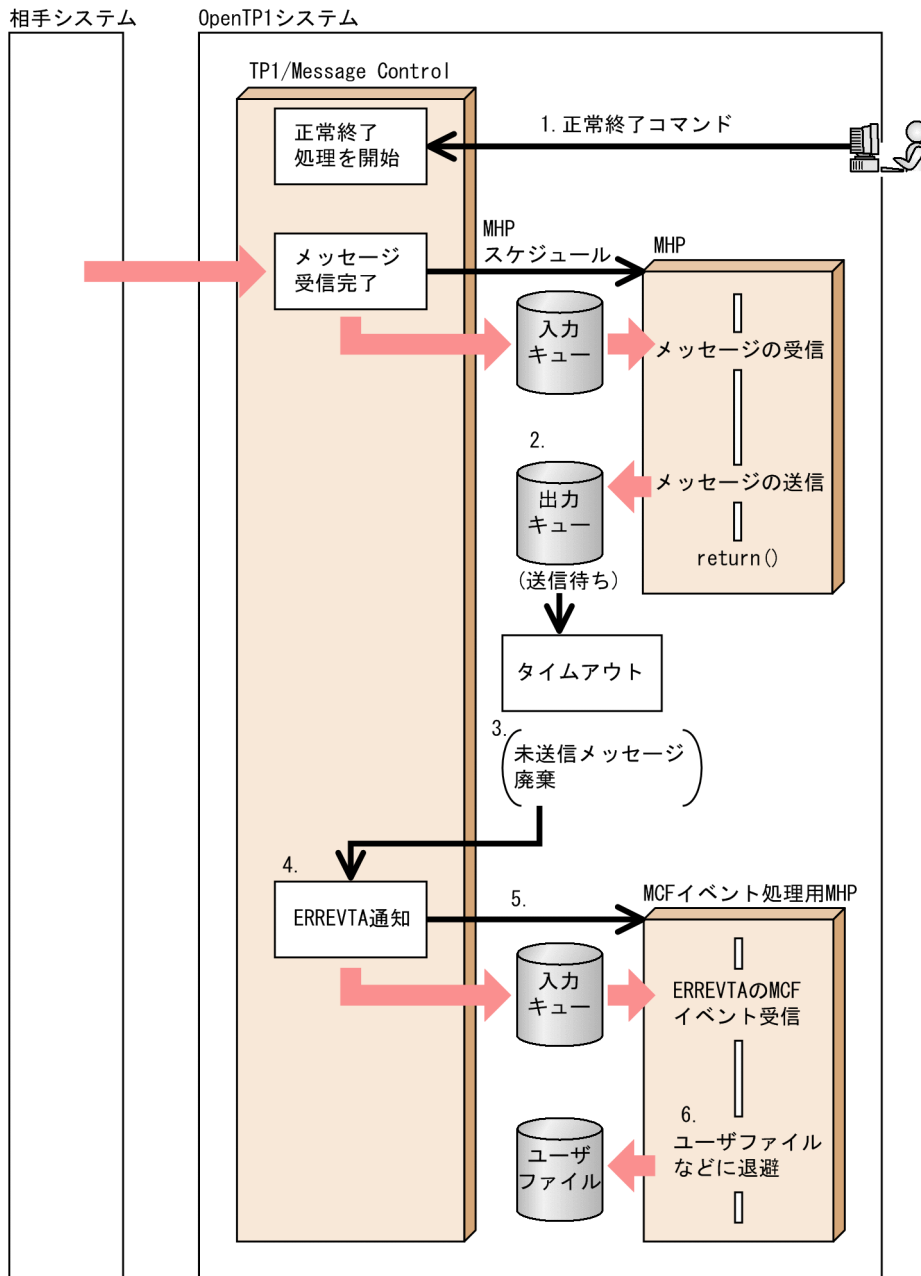 相手システム
OpenTP1システム
TP1/Message Control
正常終了
処理を開始
1. 正常終了コマンド
メッセージ
受信完了
MHP
スケジュール
MHP
入力
キュー
メッセージの受信
2.
出力
キュー
(送信待ち)
メッセージの送信
return()
タイムアウト
3.
未送信メッセージ
廃棄
4.
ERREVTA通知
5.
MCFイベント処理用MHP
入力
キュー
ERREVTAのMCF
イベント受信
6.
ユーザファイル
などに退避
ユーザ
ファイル